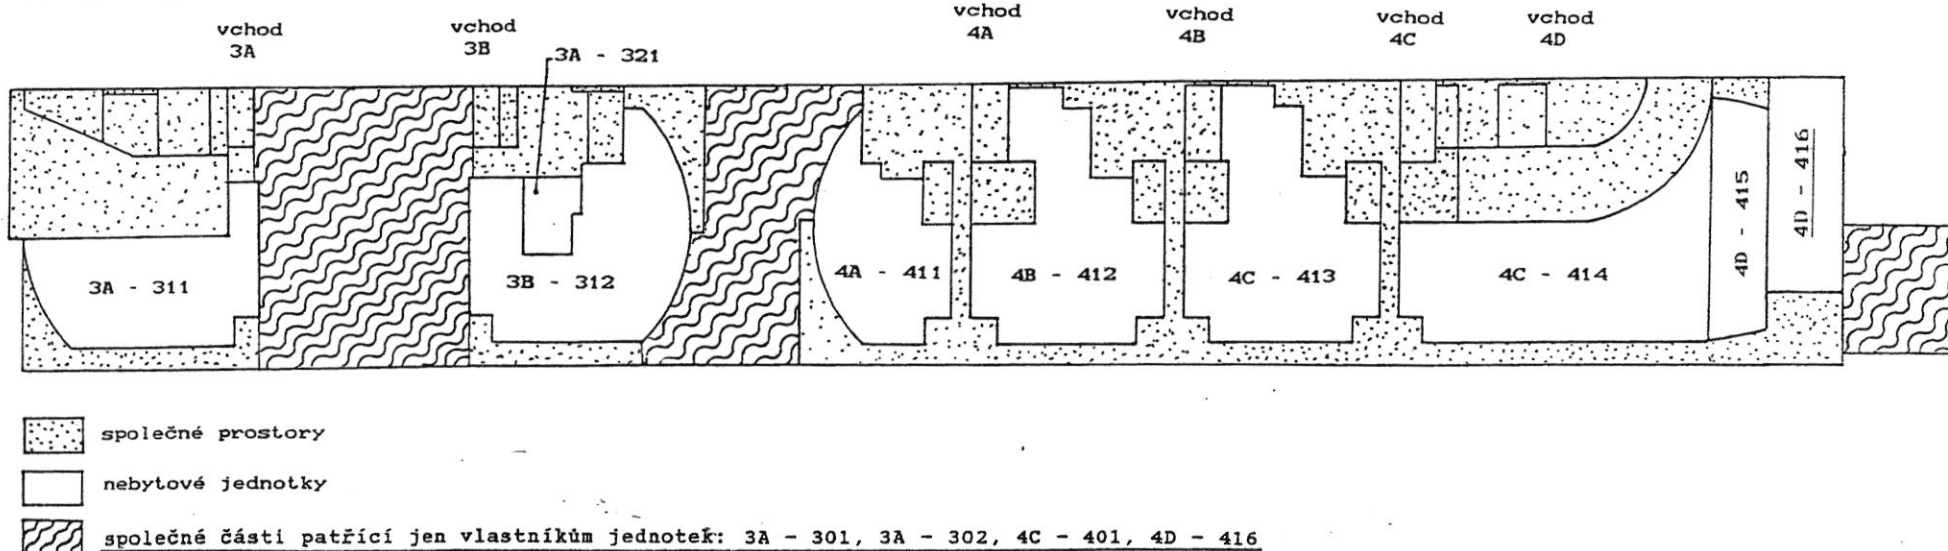 vchod
3A
vchod
3B
3A - 321
vchod
4A
vchod
4B
vchod
4C
vchod
4D
3A - 311
3B - 312
4A - 411
4B - 412
4C - 413
4C - 414
4D - 415
4D - 416
společné prostory
nebytové jednotky
společné části patřící jen vlastníkům jednotek: 3A - 301, 3A - 302, 4C - 401, 4D - 416